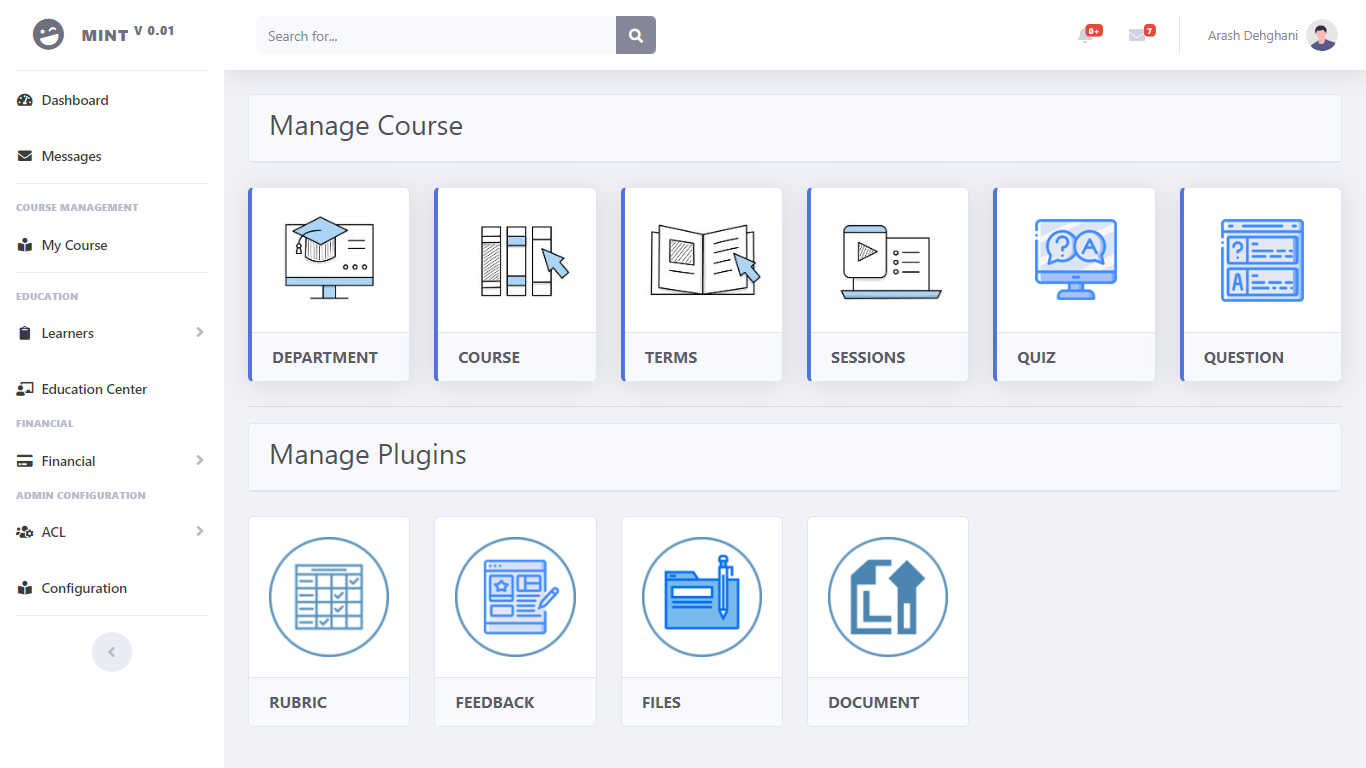 MINT V 0.01
Search for...
0+
7
Arash Dehghani
Dashboard
Messages
COURSE MANAGEMENT
My Course
EDUCATION
Learners
Education Center
FINANCIAL
Financial
ADMIN CONFIGURATION
ACL
Configuration
Manage Course
? A
?
A
DEPARTMENT
COURSE
TERMS
SESSIONS
QUIZ
QUESTION
Manage Plugins
RUBRIC
FEEDBACK
FILES
DOCUMENT